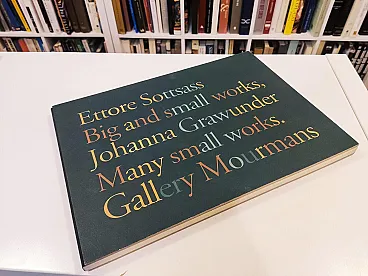 Ettore Sottsass
Big and small works,
Johanna Grawunder
Many small works.
Gallery Mourmans